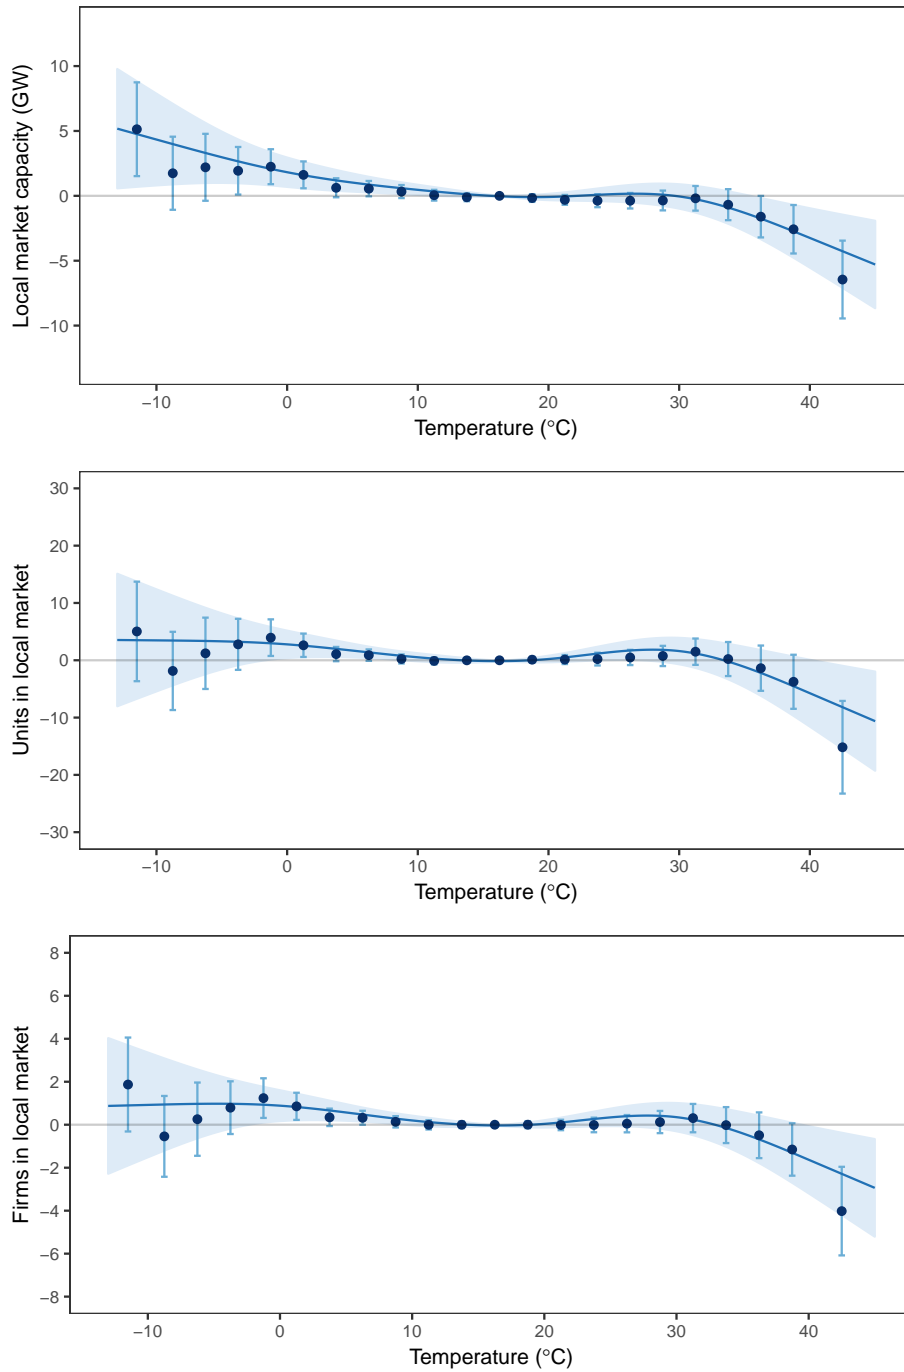 10
5
0
−5
−10
Local market capacity (GW)
−10 0 10 20 30 40
Temperature (°C)
30
20
10
0
−10
−20
−30
Units in local market
−10 0 10 20 30 40
Temperature (°C)
8
6
4
2
0
−2
−4
−6
−8
Firms in local market
−10 0 10 20 30 40
Temperature (°C)